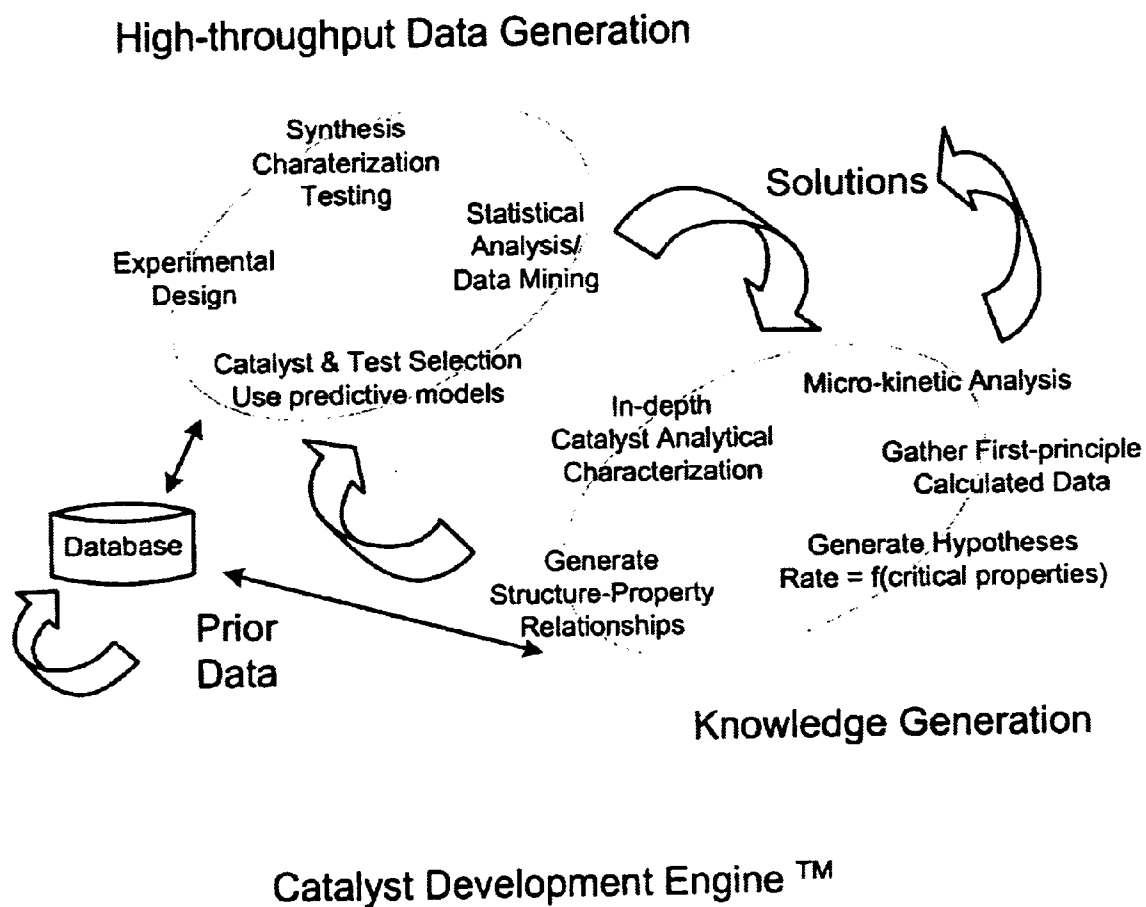 High-throughput Data Generation
Synthesis
Charaterization
Testing
Solutions
Statistical
Analysis/
Data Mining
Experimental
Design
Catalyst & Test Selection
Use predictive models
Micro-kinetic Analysis
In-depth
Catalyst Analytical
Characterization
Gather First-principle
Calculated Data
Database
Generate Hypotheses
Rate = f(critical properties)
Generate
Structure-Property
Relationships
Prior
Data
Knowledge Generation
Catalyst Development Engine ™